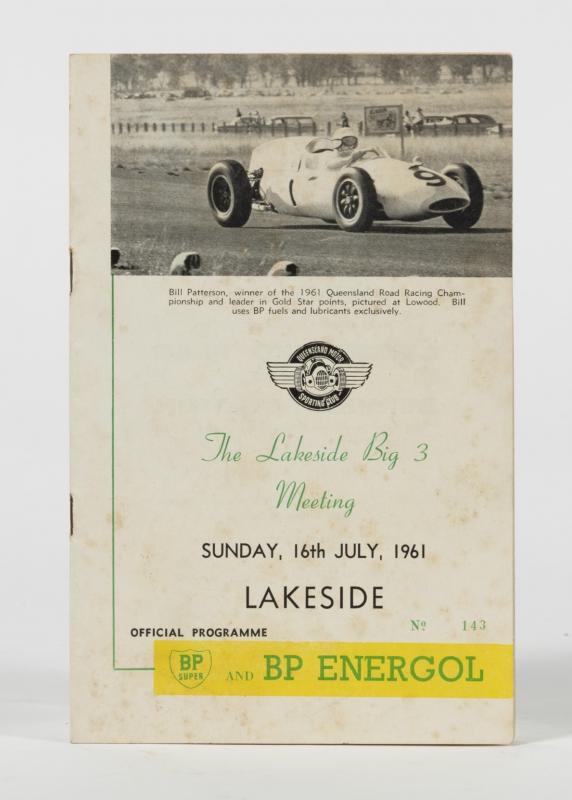 1
9
Bill Patterson, winner of the 1961 Queensland Road Racing Cham-
pionship and leader in Gold Star points, pictured at Lowood. Bill
uses BP fuels and lubricants exclusively.
QUEENSLAND MOTOR
SPORTING CLUB
The Lakeside Big 3
Meeting
SUNDAY, 16th JULY, 1961
LAKESIDE
Nº 143
OFFICIAL PROGRAMME
BP
SUPER
AND BP ENERGOL